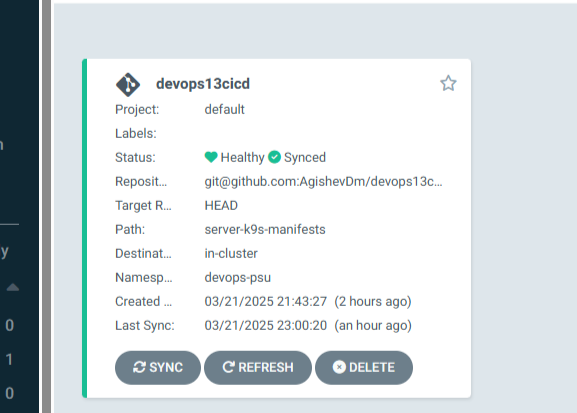 devops13cicd
Project: default
Labels:
Status: Healthy Synced
Reposit... git@github.com:AgishevDm/devops13c...
Target R... HEAD
Path: server-k9s-manifests
Destinat... in-cluster
Namesp... devops-psu
Created ... 03/21/2025 21:43:27 (2 hours ago)
Last Sync: 03/21/2025 23:00:20 (an hour ago)
SYNC REFRESH DELETE
y
0
1
0